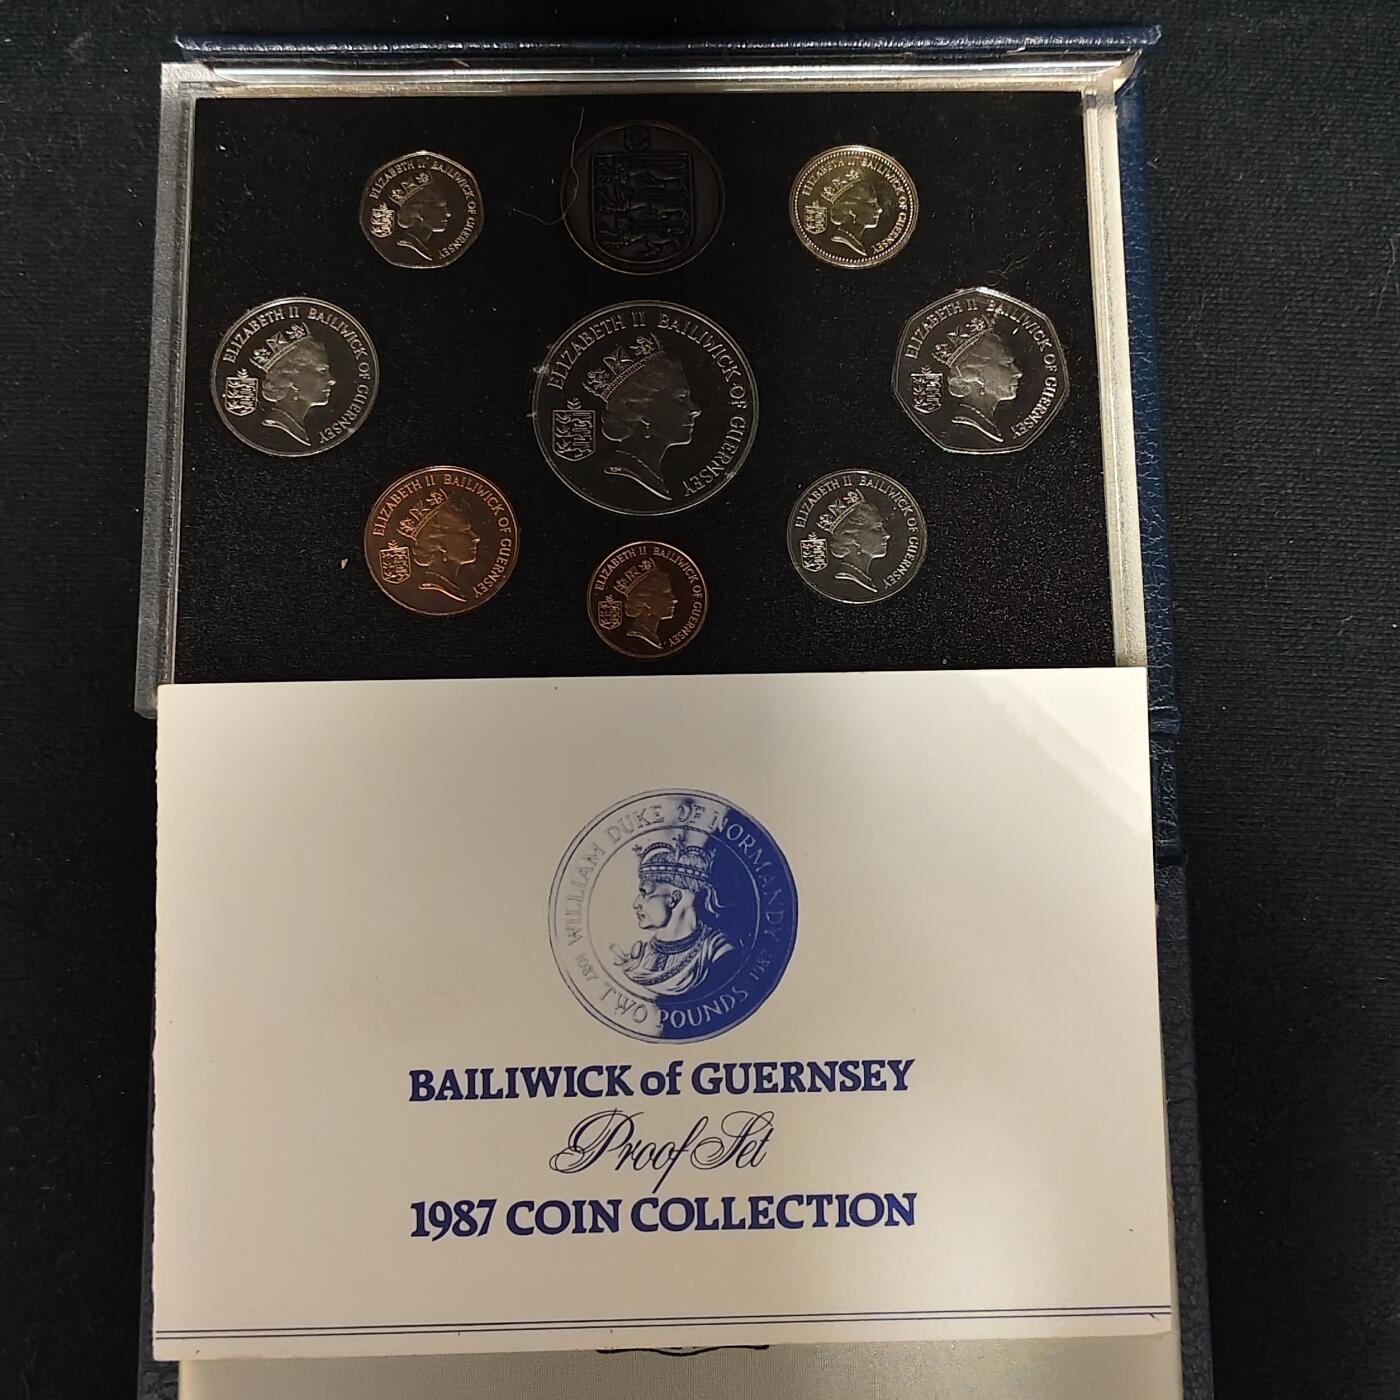 ELIZABETH II BAILIWICK OF GUERNSEY
ELIZABETH II BAILIWICK OF GUERNSEY
ELIZABETH II BAILIWICK OF GUERNSEY
ELIZABETH II BAILIWICK OF GUERNSEY
ELIZABETH II BAILIWICK OF GUERNSEY
ELIZABETH II BAILIWICK OF GUERNSEY
ELIZABETH II BAILIWICK OF GUERNSEY
ELIZABETH II BAILIWICK OF GUERNSEY
WILLIAM DUKE OF NORMANDY
1087 TWO POUNDS 1987
BAILIWICK of GUERNSEY
Proof Set
1987 COIN COLLECTION